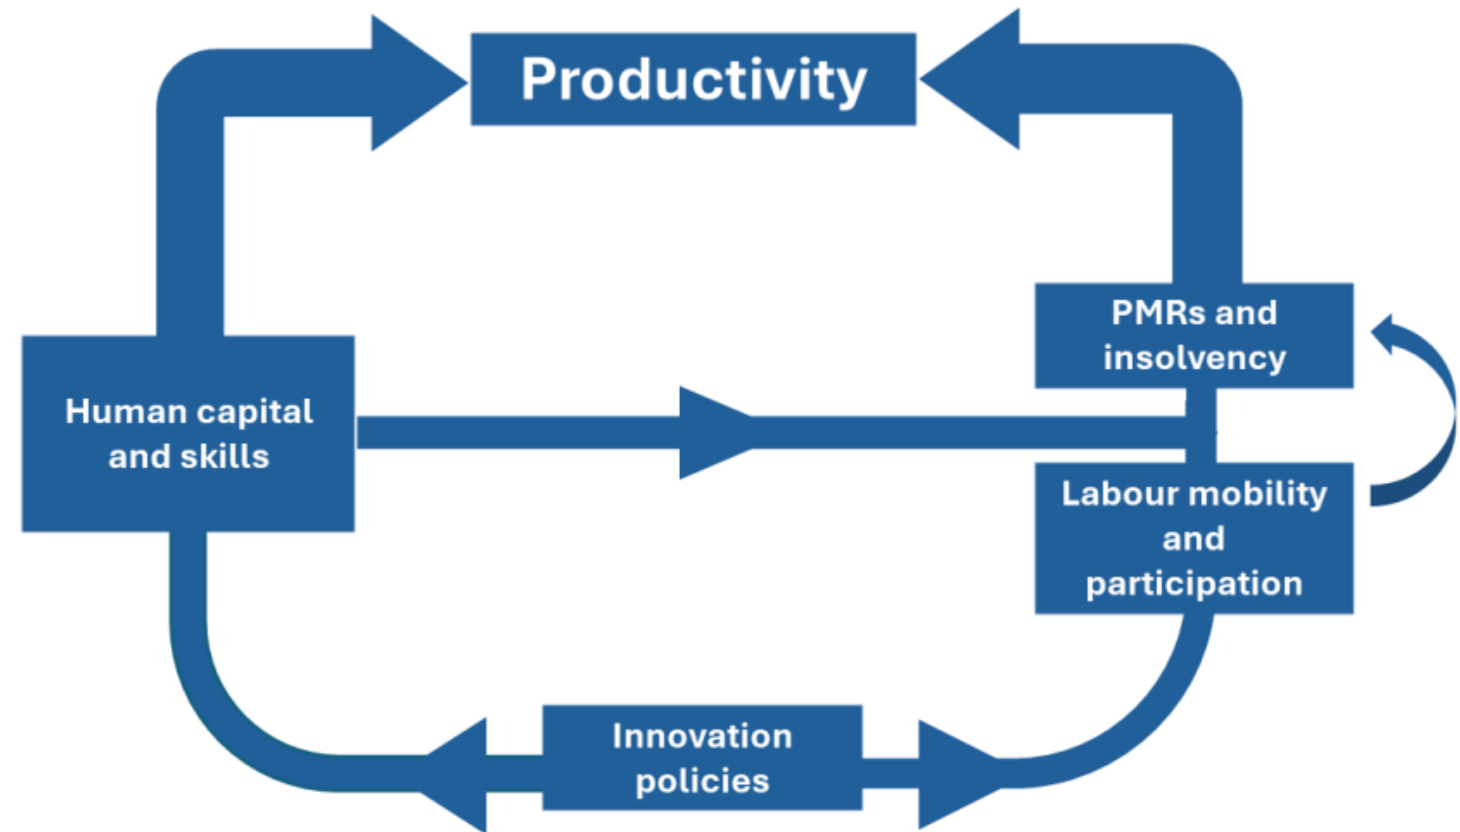 Productivity
PMRs and
insolvency
Human capital
and skills
Labour mobility
and
participation
Innovation
policies